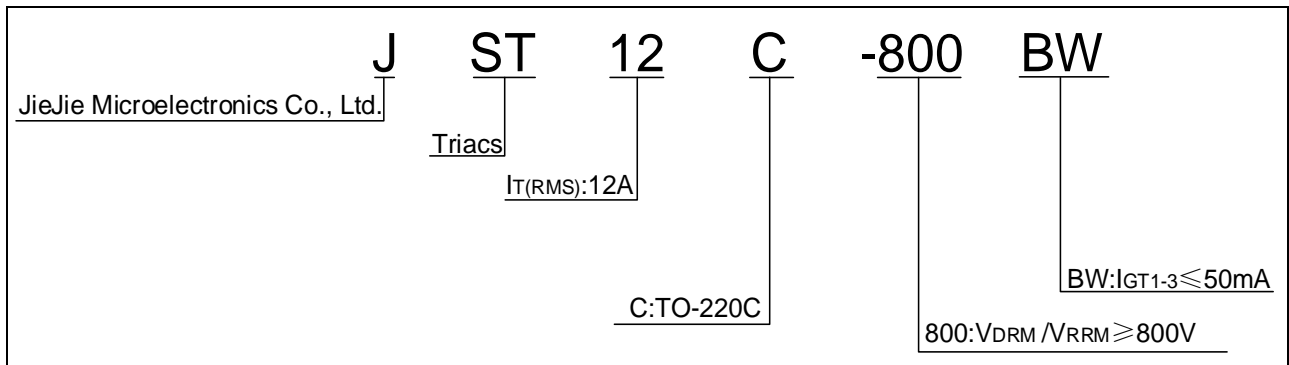 J ST 12 C -800 BW
JieJie Microelectronics Co., Ltd.
Triacs
IT(RMS):12A
BW:IGT1-3≤50mA
C:TO-220C
800:VDRM /VRRM≥800V